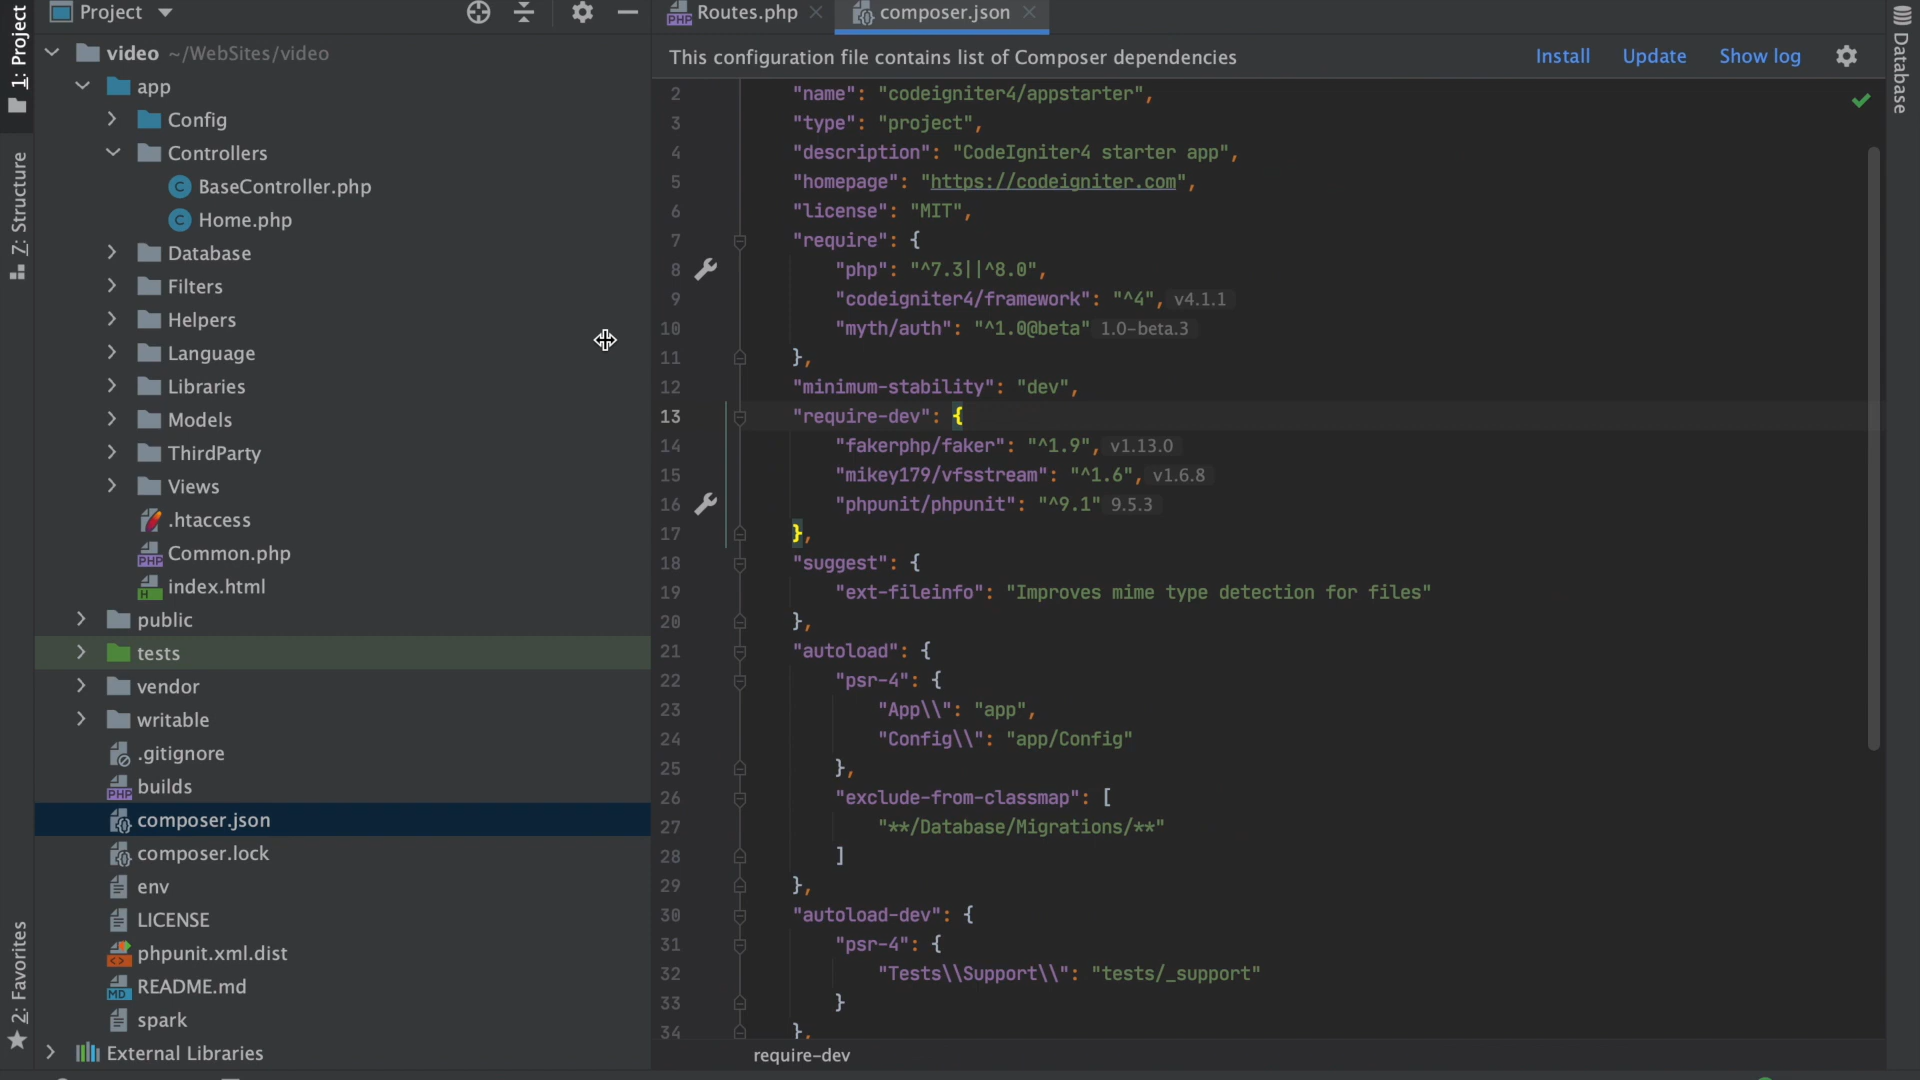 1: Project
Z: Structure
2: Favorites
Project
video ~/WebSites/video
app
Config
Controllers
BaseController.php
Home.php
Database
Filters
Helpers
Language
Libraries
Models
ThirdParty
Views
.htaccess
Common.php
index.html
public
tests
vendor
writable
.gitignore
builds
composer.json
composer.lock
env
LICENSE
phpunit.xml.dist
README.md
spark
External Libraries
Routes.php
composer.json
This configuration file contains list of Composer dependencies
Install Update Show log
2 "name": "codeigniter4/appstarter",
3 "type": "project",
4 "description": "CodeIgniter4 starter app",
5 "homepage": "https://codeigniter.com",
6 "license": "MIT",
7 "require": {
8 "php": "^7.3||^8.0",
9 "codeigniter4/framework": "^4", v4.1.1
10 "myth/auth": "^1.0@beta" 1.0-beta.3
11 },
12 "minimum-stability": "dev",
13 "require-dev": {
14 "fakerphp/faker": "^1.9", v1.13.0
15 "mikey179/vfsstream": "^1.6", v1.6.8
16 "phpunit/phpunit": "^9.1" 9.5.3
17 },
18 "suggest": {
19 "ext-fileinfo": "Improves mime type detection for files"
20 },
21 "autoload": {
22 "psr-4": {
23 "App\\": "app",
24 "Config\\": "app/Config"
25 },
26 "exclude-from-classmap": [
27 "**/Database/Migrations/**"
28 ]
29 },
30 "autoload-dev": {
31 "psr-4": {
32 "Tests\\Support\\": "tests/_support"
33 }
34 },
require-dev
Database